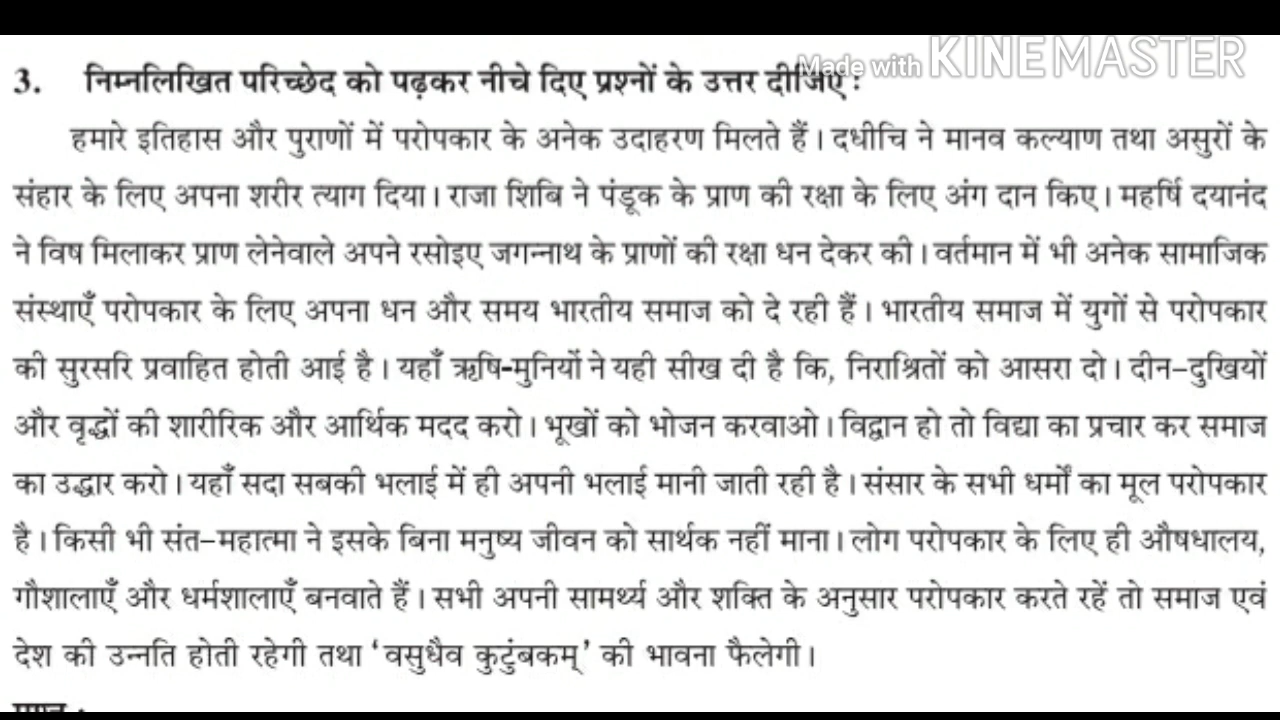 Made with KINEMASTER
3. निम्नलिखित परिच्छेद को पढ़कर नीचे दिए प्रश्नों के उत्तर दीजिए :
हमारे इतिहास और पुराणों में परोपकार के अनेक उदाहरण मिलते हैं। दधीचि ने मानव कल्याण तथा असुरों के
संहार के लिए अपना शरीर त्याग दिया। राजा शिबि ने पंडूक के प्राण की रक्षा के लिए अंग दान किए। महर्षि दयानंद
ने विष मिलाकर प्राण लेनेवाले अपने रसोइए जगन्नाथ के प्राणों की रक्षा धन देकर की। वर्तमान में भी अनेक सामाजिक
संस्थाएँ परोपकार के लिए अपना धन और समय भारतीय समाज को दे रही हैं। भारतीय समाज में युगों से परोपकार
की सुरसरि प्रवाहित होती आई है। यहाँ ऋषि-मुनियों ने यही सीख दी है कि, निराश्रितों को आसरा दो। दीन-दुखियों
और वृद्धों की शारीरिक और आर्थिक मदद करो। भूखों को भोजन करवाओ। विद्वान हो तो विद्या का प्रचार कर समाज
का उद्धार करो। यहाँ सदा सबकी भलाई में ही अपनी भलाई मानी जाती रही है। संसार के सभी धर्मों का मूल परोपकार
है। किसी भी संत-महात्मा ने इसके बिना मनुष्य जीवन को सार्थक नहीं माना। लोग परोपकार के लिए ही औषधालय,
गौशालाएँ और धर्मशालाएँ बनवाते हैं। सभी अपनी सामर्थ्य और शक्ति के अनुसार परोपकार करते रहें तो समाज एवं
देश की उन्नति होती रहेगी तथा 'वसुधैव कुटुंबकम्' की भावना फैलेगी।